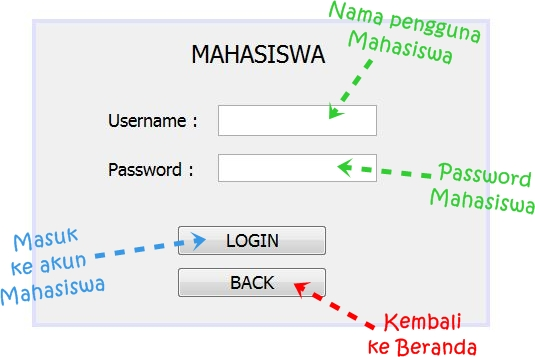 Nama pengguna
Mahasiswa
MAHASISWA
Username :
Password :
Password
Mahasiswa
LOGIN
Masuk
ke akun
Mahasiswa
BACK
Kembali
ke Beranda